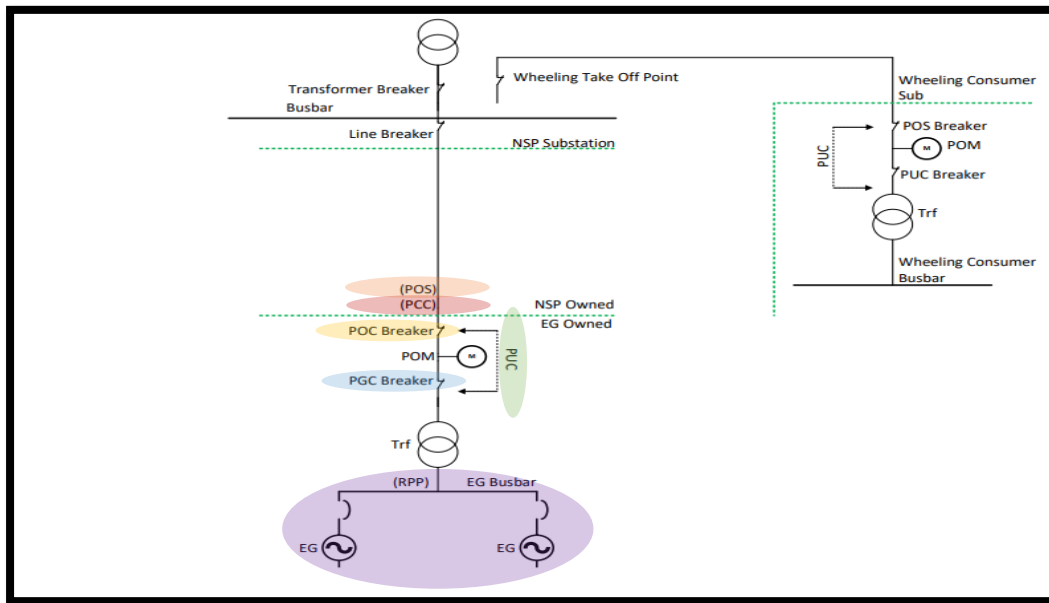 Wheeling Take Off Point
Transformer Breaker
Busbar
Line Breaker
NSP Substation
Wheeling Consumer
Sub
POS Breaker
M
POM
PUC
PUC Breaker
Trf
Wheeling Consumer
Busbar
(POS)
(PCC)
NSP Owned
EG Owned
POC Breaker
POM
M
PUC
PGC Breaker
Trf
(RPP)
EG Busbar
EG
EG